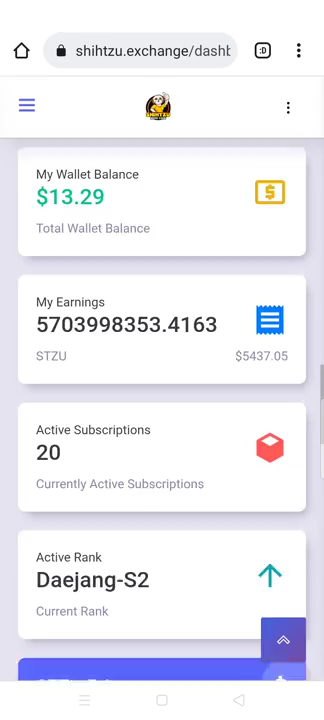 shihtzu.exchange/dashb
:D
SHIHTZU
My Wallet Balance
$13.29
Total Wallet Balance
My Earnings
5703998353.4163
STZU
$5437.05
Active Subscriptions
20
Currently Active Subscriptions
Active Rank
Daejang-S2
Current Rank